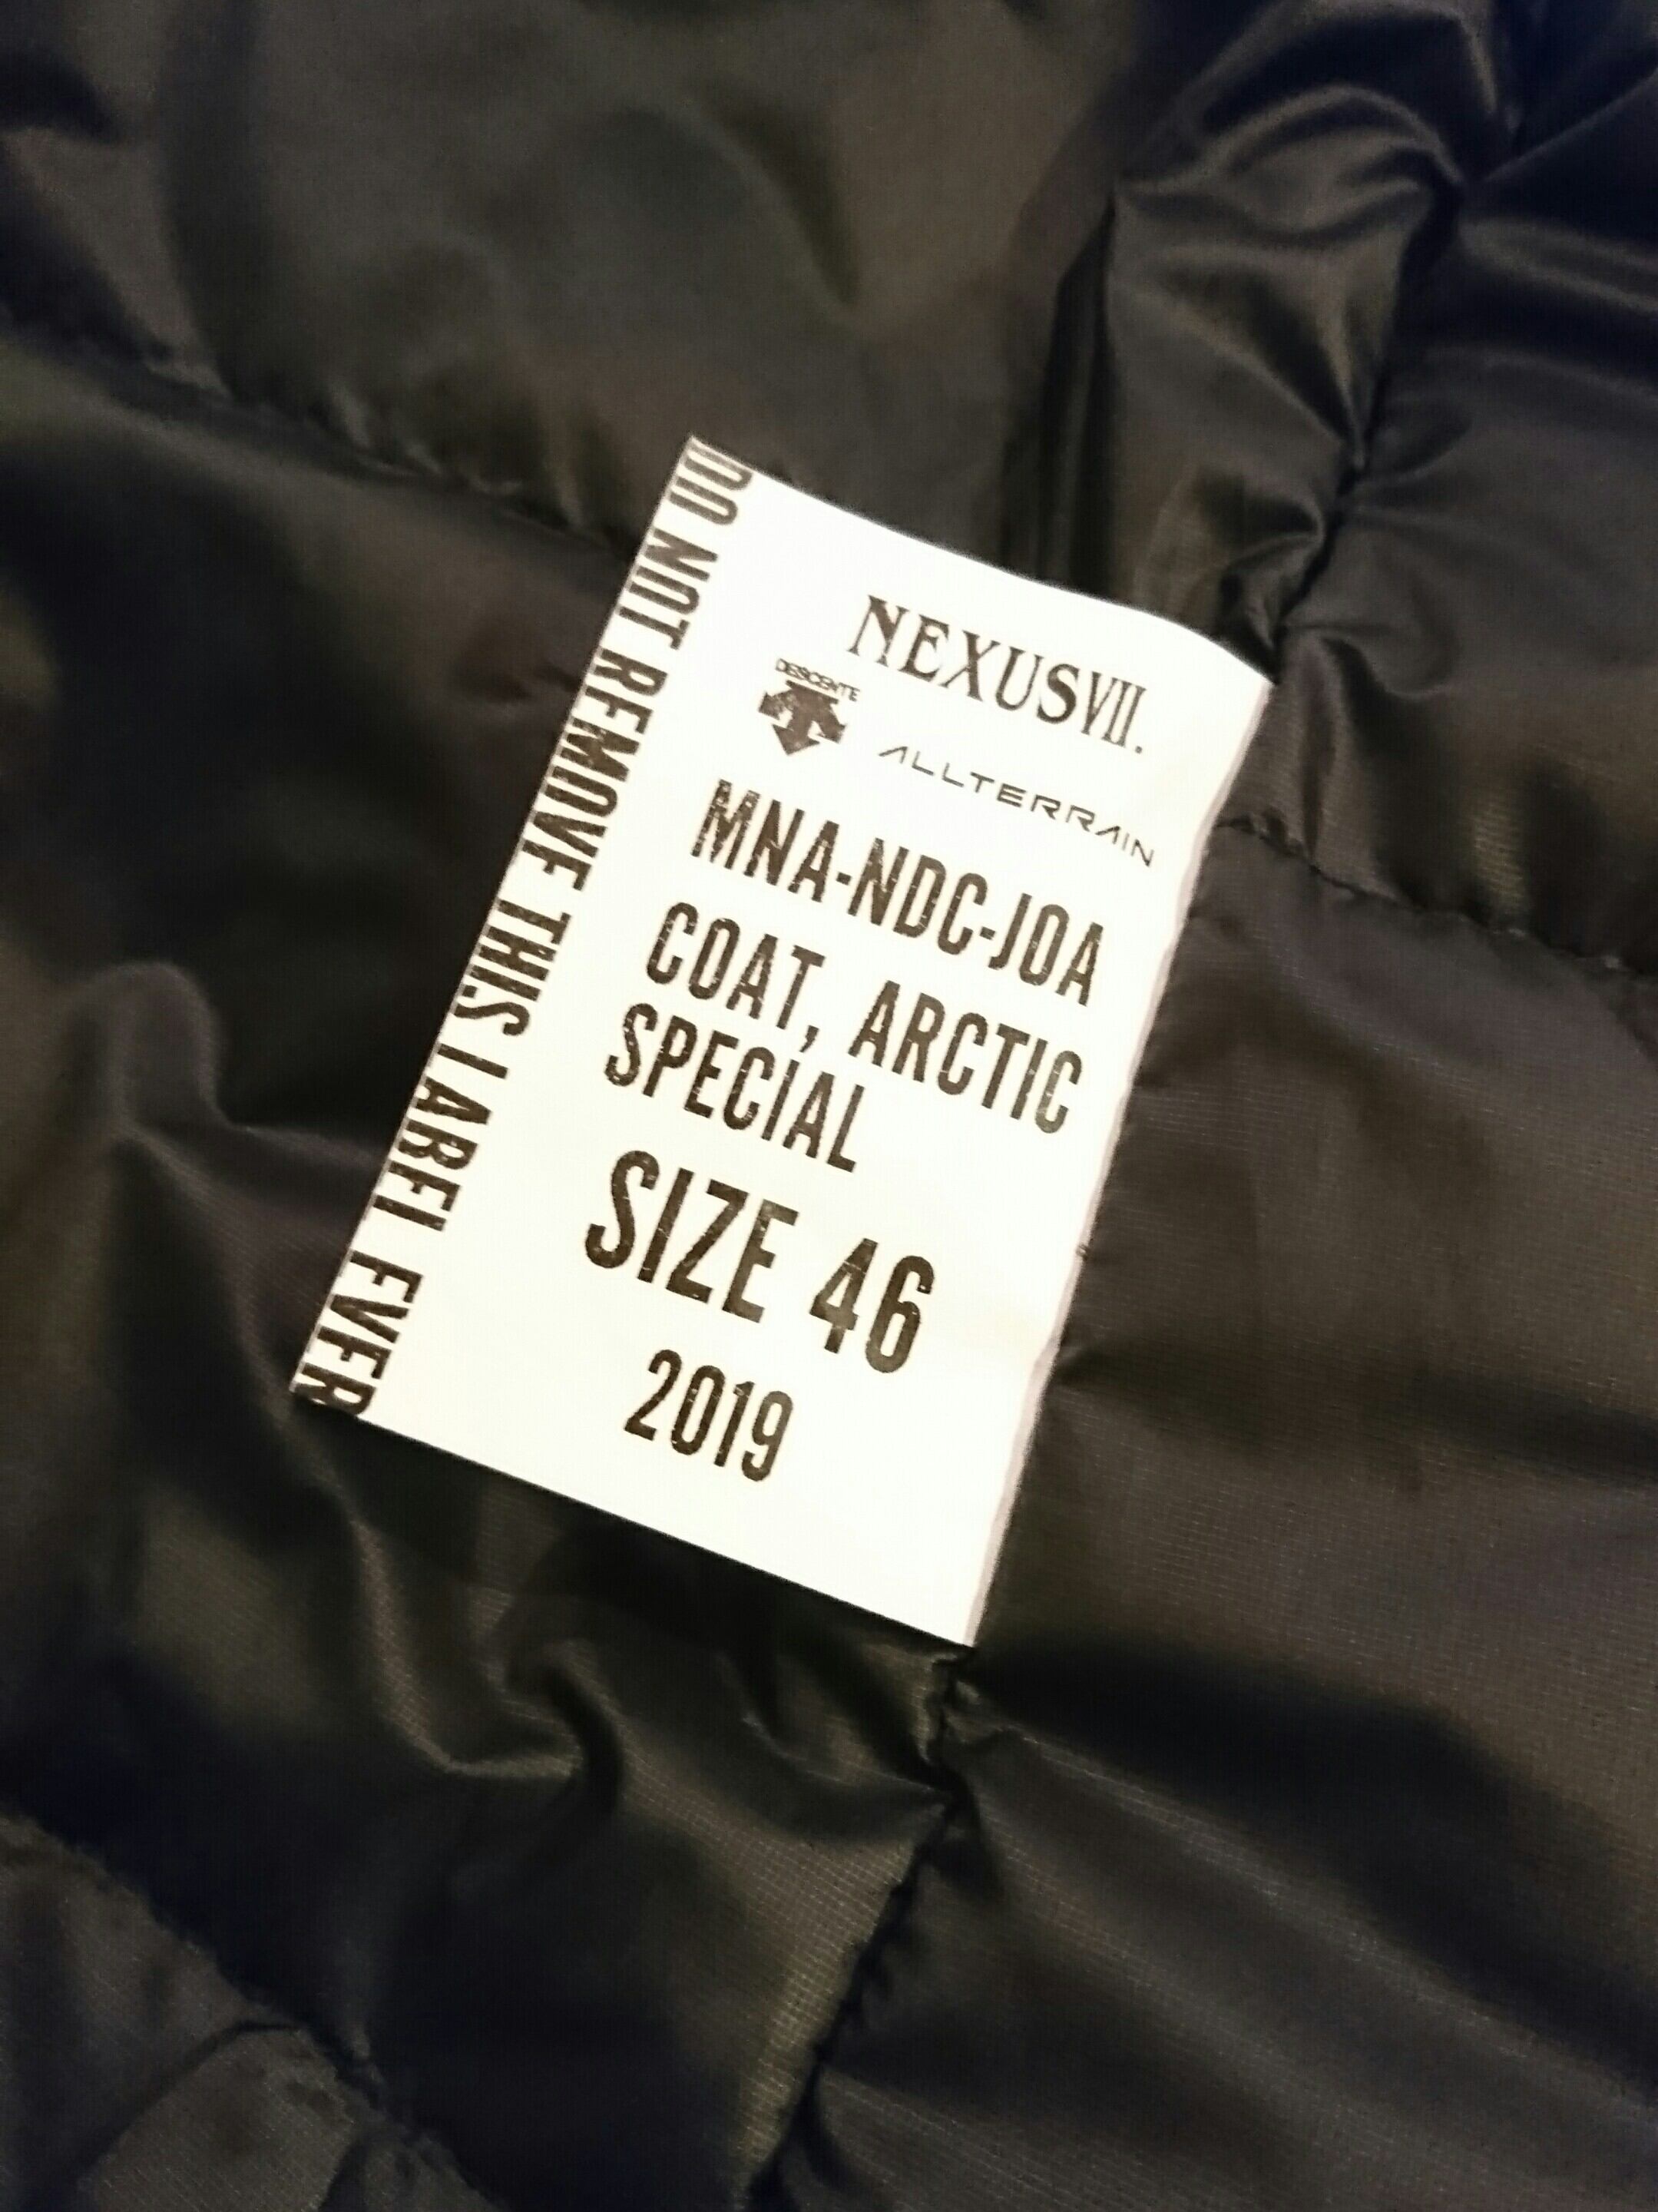 NEXUSVII.
DESCENTE
ALLTERRAIN
MNA-NDC-JOA
COAT, ARCTIC
SPECIAL
SIZE 46
2019
DO NOT REMOVE THIS LABEL EVER